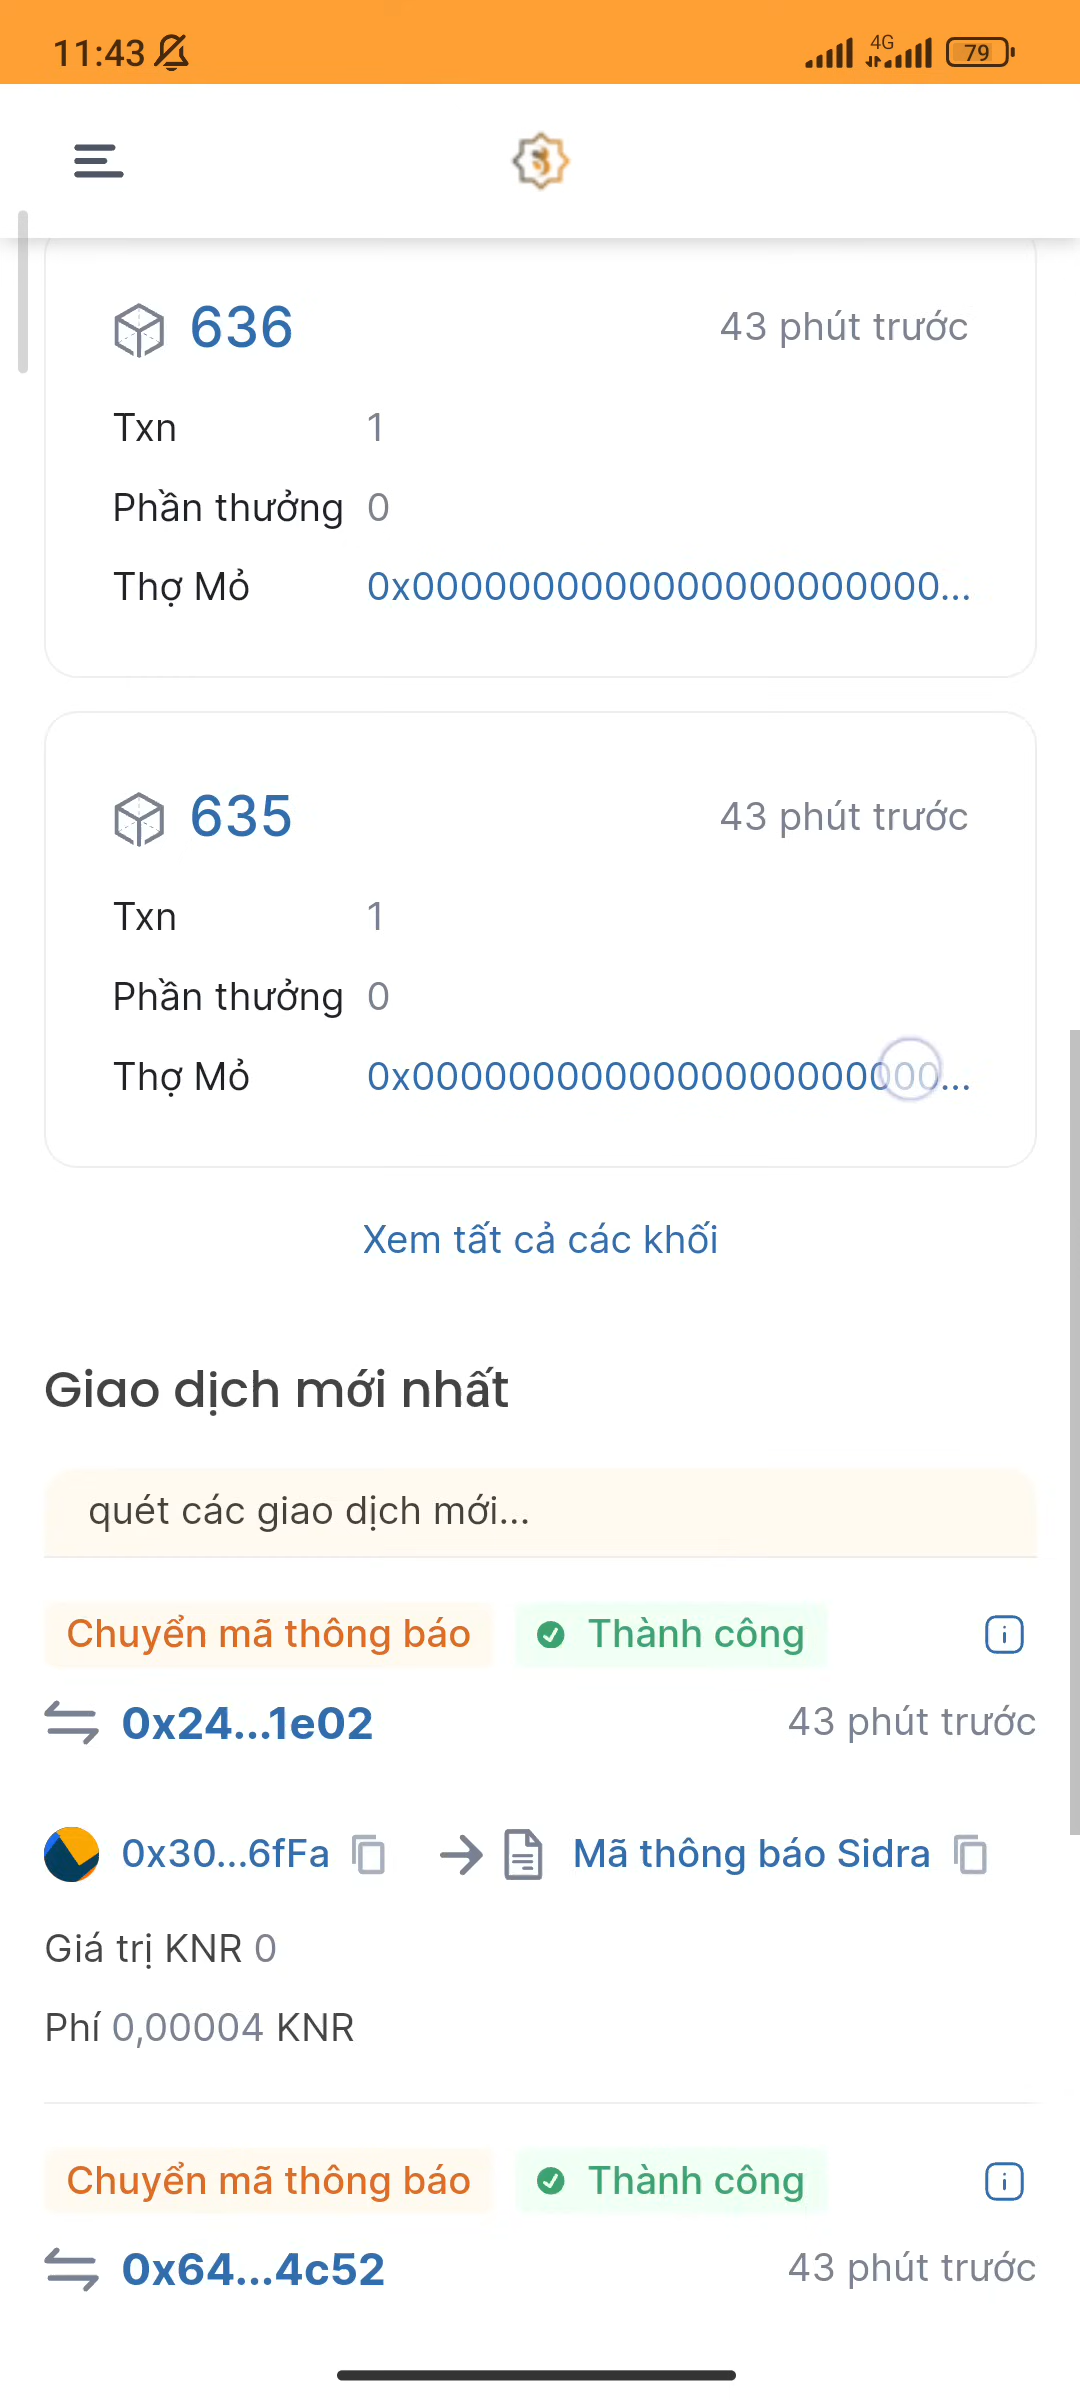 11:43
4G
79
636
43 phút trước
Txn 1
Phần thưởng 0
Thợ Mỏ 0x0000000000000000000000...
635
43 phút trước
Txn 1
Phần thưởng 0
Thợ Mỏ 0x0000000000000000000000...
Xem tất cả các khối
Giao dịch mới nhất
quét các giao dịch mới...
Chuyển mã thông báo Thành công
0x24...1e02 43 phút trước
0x30...6fFa Mã thông báo Sidra
Giá trị KNR 0
Phí 0,00004 KNR
Chuyển mã thông báo Thành công
0x64...4c52 43 phút trước